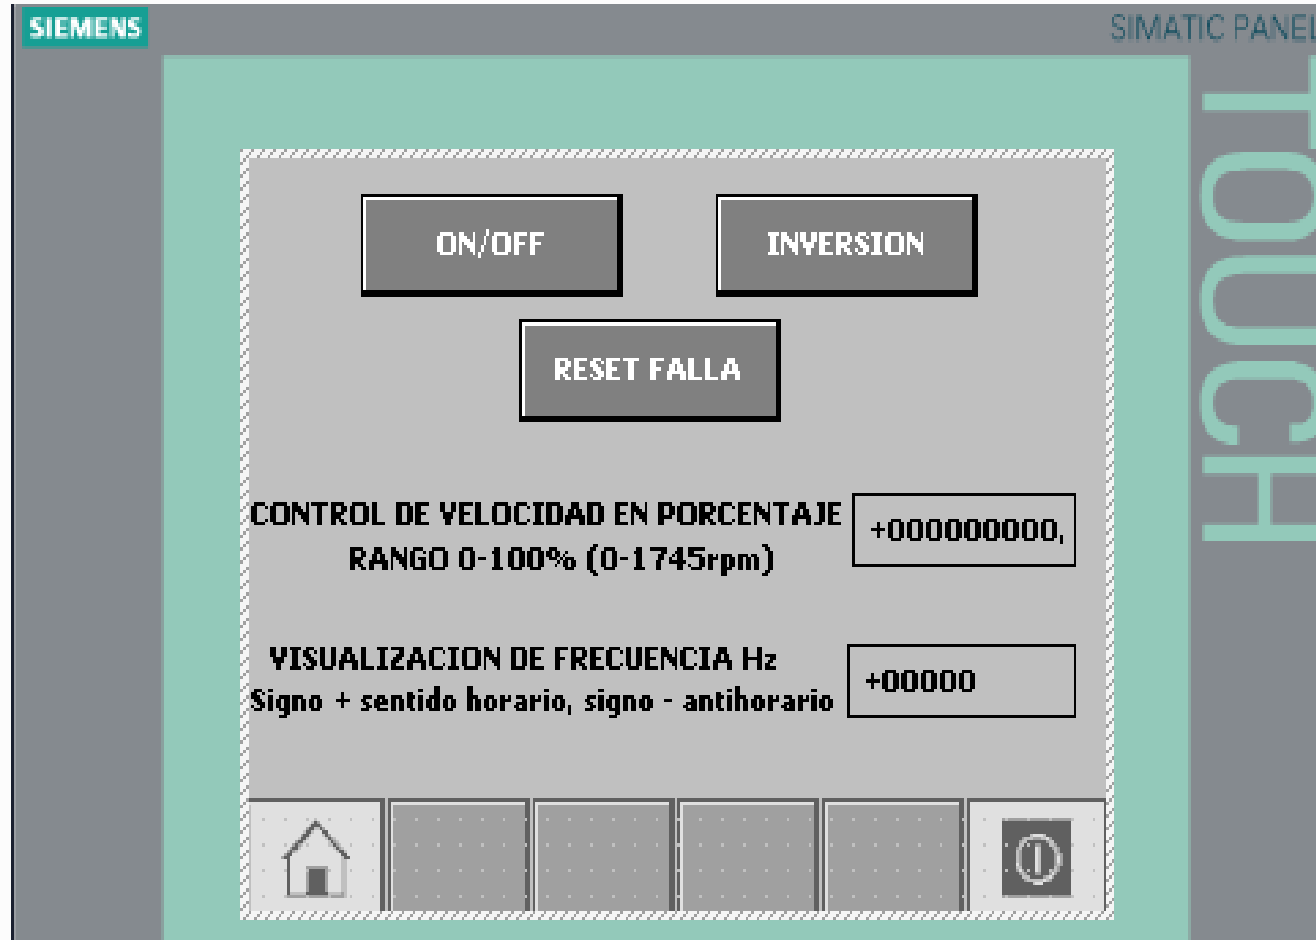 SIEMENS
SIMATIC PANEL
TOUCH
ON/OFF
INVERSION
RESET FALLA
CONTROL DE VELOCIDAD EN PORCENTAJE
+000000000,
RANGO 0-100% (0-1745rpm)
VISUALIZACION DE FRECUENCIA Hz
+00000
Signo + sentido horario, signo - antihorario